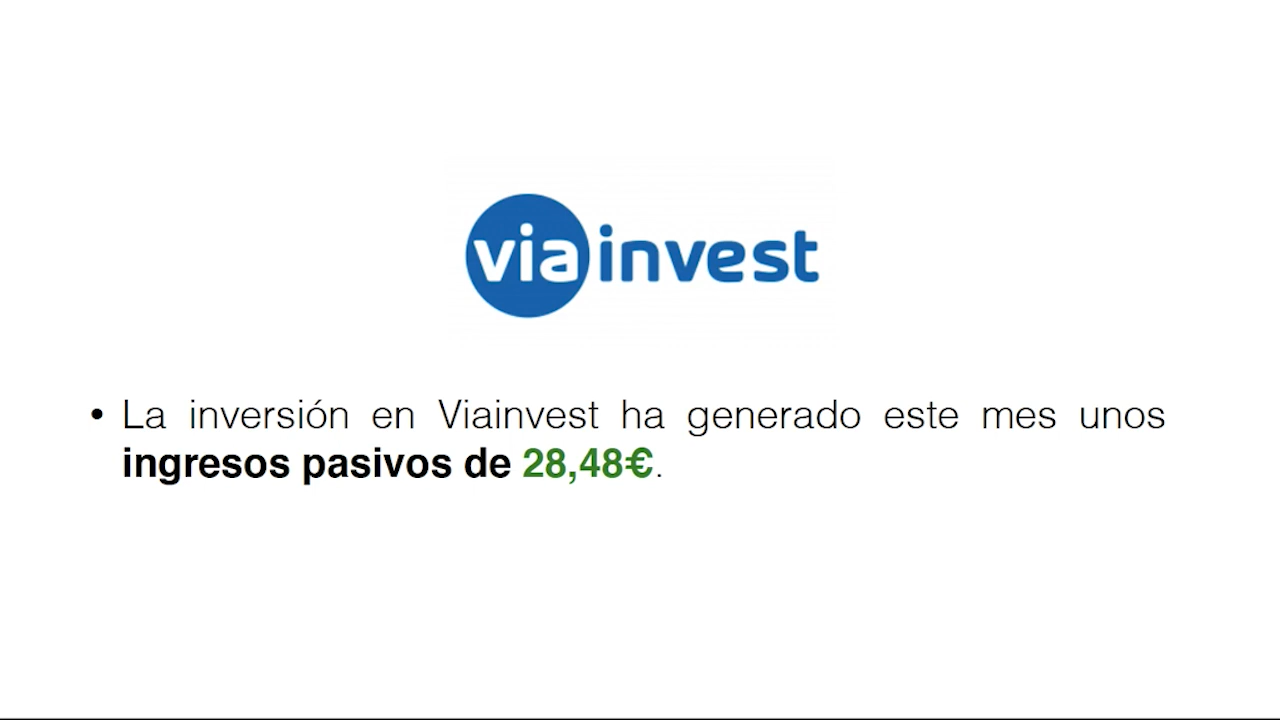 viainvest
• La inversión en Viainvest ha generado este mes unos
ingresos pasivos de 28,48€.